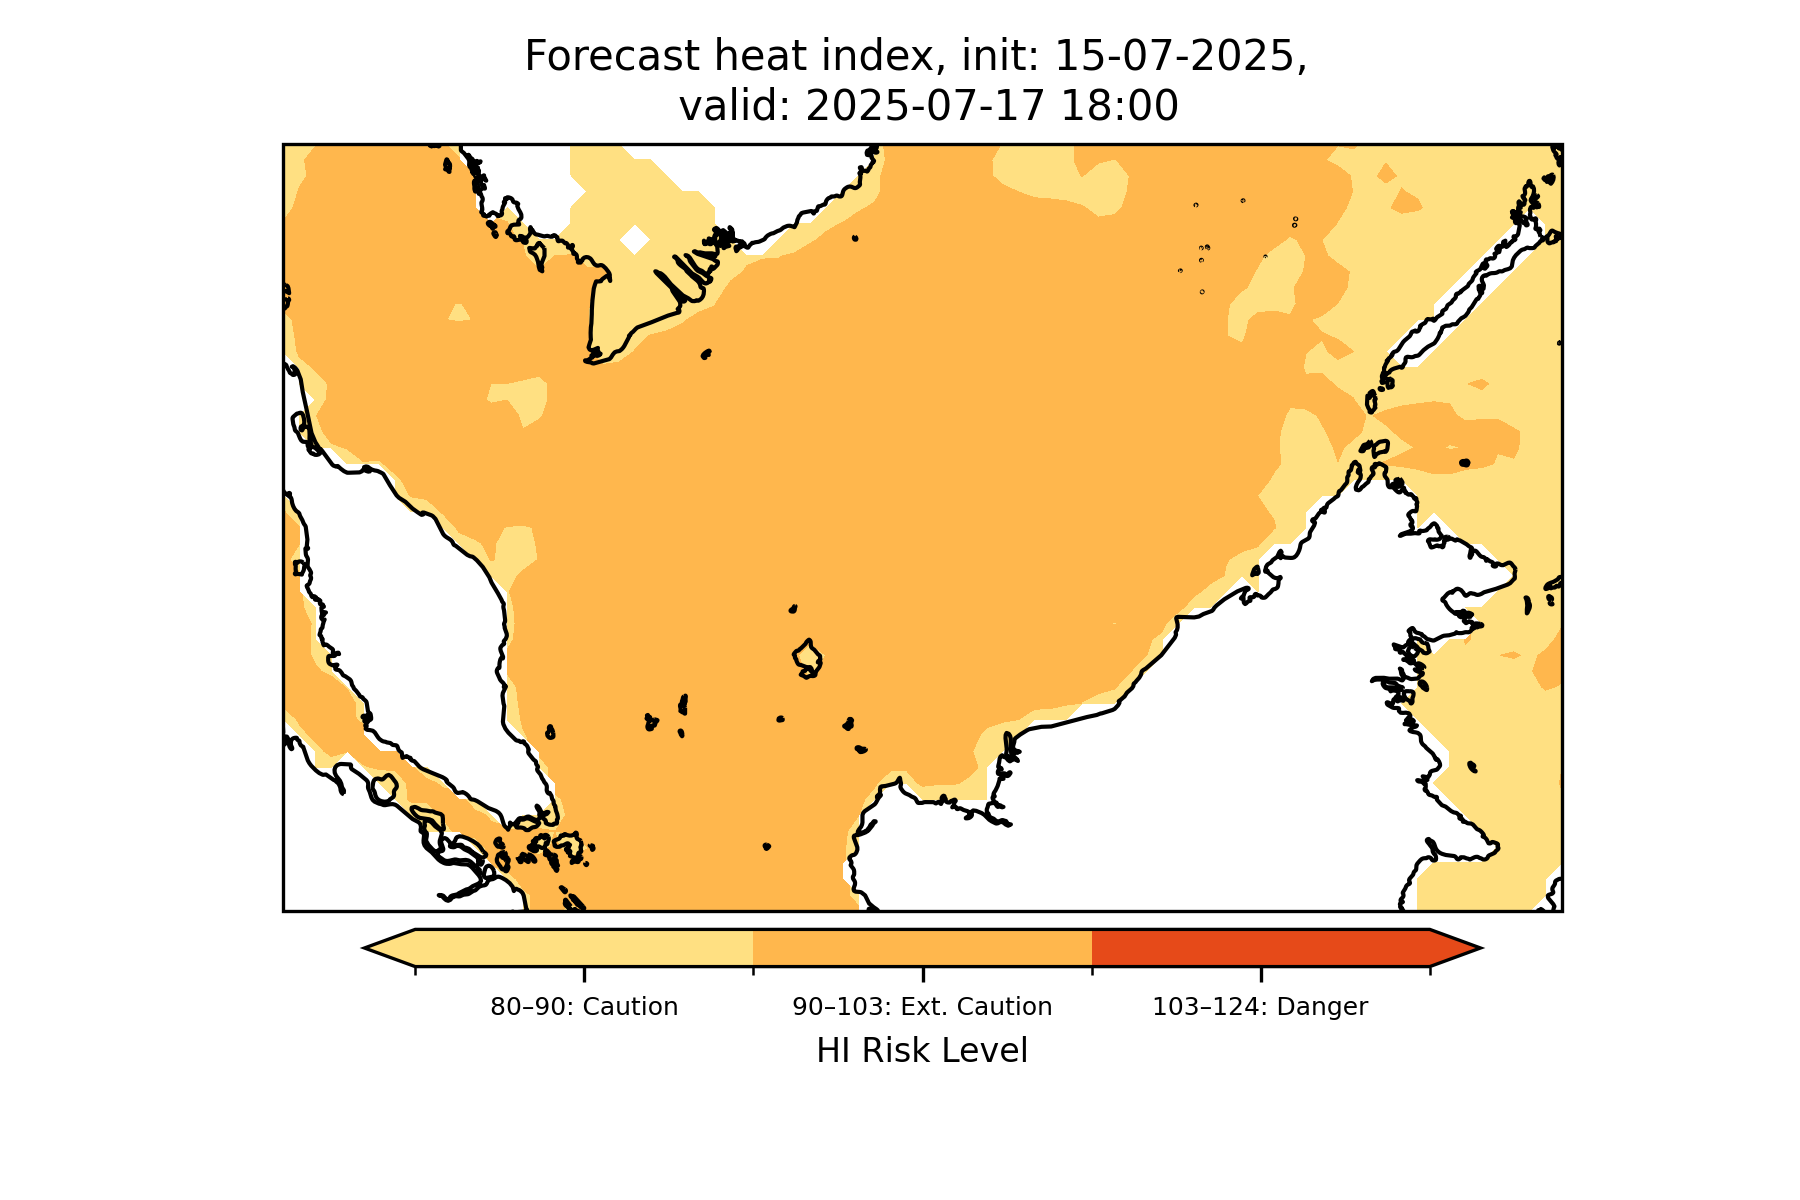 Forecast heat index, init: 15-07-2025,
valid: 2025-07-17 18:00
80–90: Caution
90–103: Ext. Caution
103–124: Danger
HI Risk Level